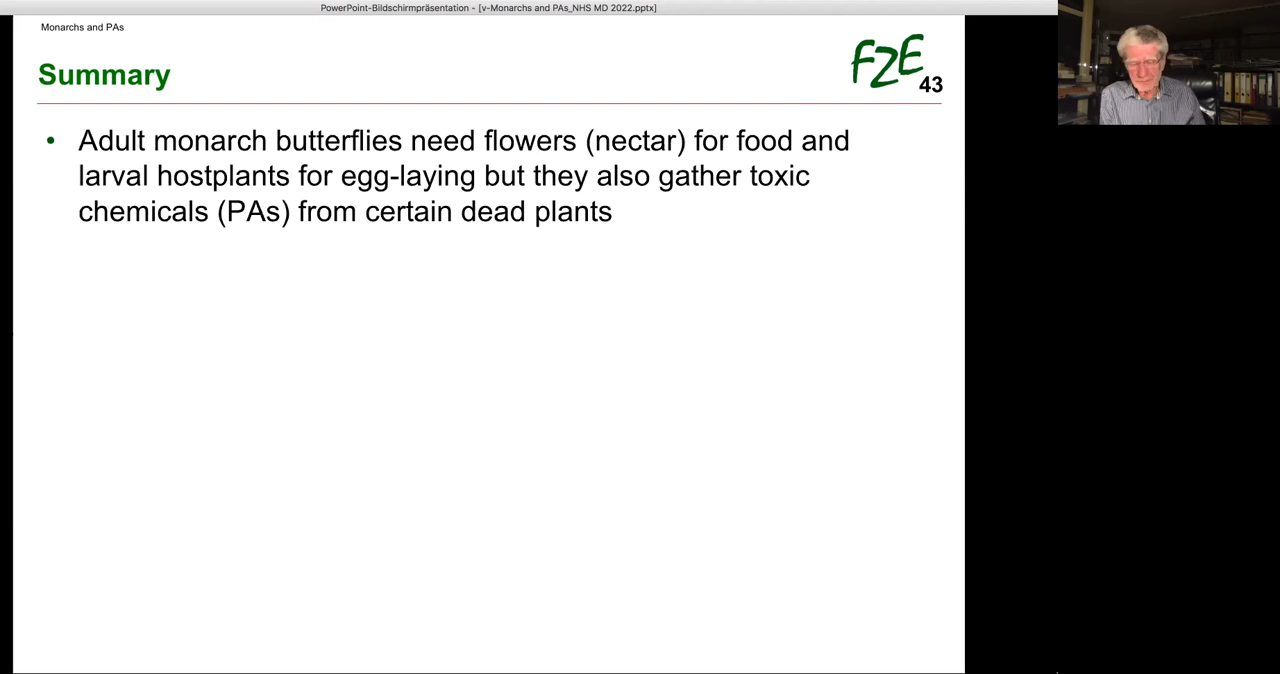 PowerPoint-Bildschirmpräsentation - [v-Monarchs and PAs_NHS MD 2022.pptx]
Monarchs and PAs
Summary
FZE
43
• Adult monarch butterflies need flowers (nectar) for food and
larval hostplants for egg-laying but they also gather toxic
chemicals (PAs) from certain dead plants